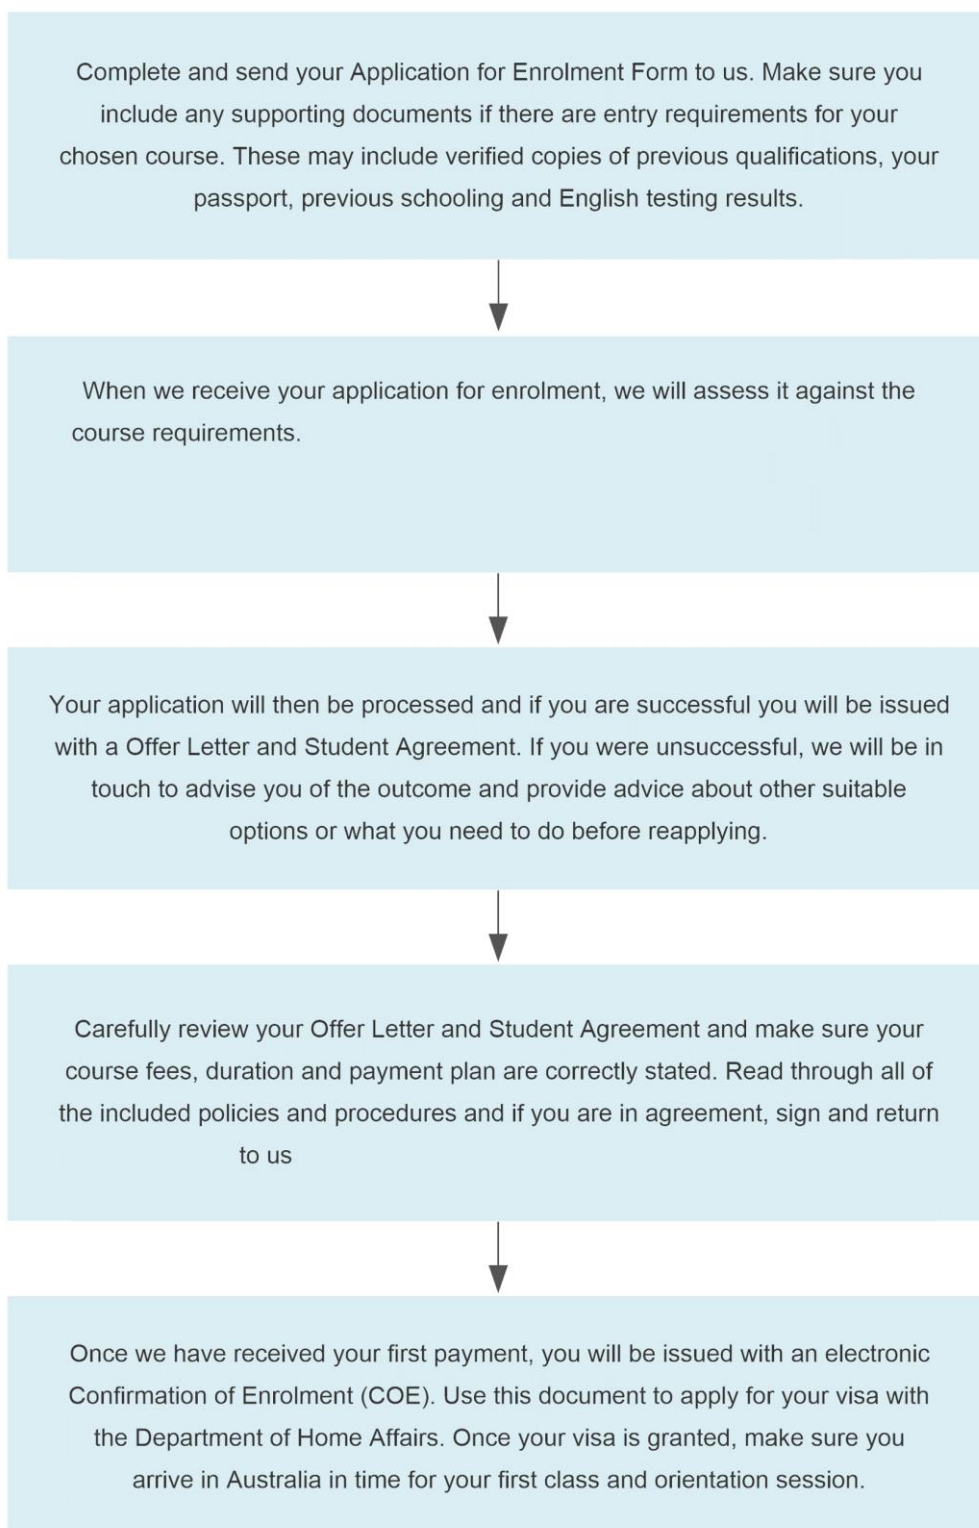 Complete and send your Application for Enrolment Form to us. Make sure you
include any supporting documents if there are entry requirements for your
chosen course. These may include verified copies of previous qualifications, your
passport, previous schooling and English testing results.
When we receive your application for enrolment, we will assess it against the
course requirements.
Your application will then be processed and if you are successful you will be issued
with a Offer Letter and Student Agreement. If you were unsuccessful, we will be in
touch to advise you of the outcome and provide advice about other suitable
options or what you need to do before reapplying.
Carefully review your Offer Letter and Student Agreement and make sure your
course fees, duration and payment plan are correctly stated. Read through all of
the included policies and procedures and if you are in agreement, sign and return
to us
Once we have received your first payment, you will be issued with an electronic
Confirmation of Enrolment (COE). Use this document to apply for your visa with
the Department of Home Affairs. Once your visa is granted, make sure you
arrive in Australia in time for your first class and orientation session.